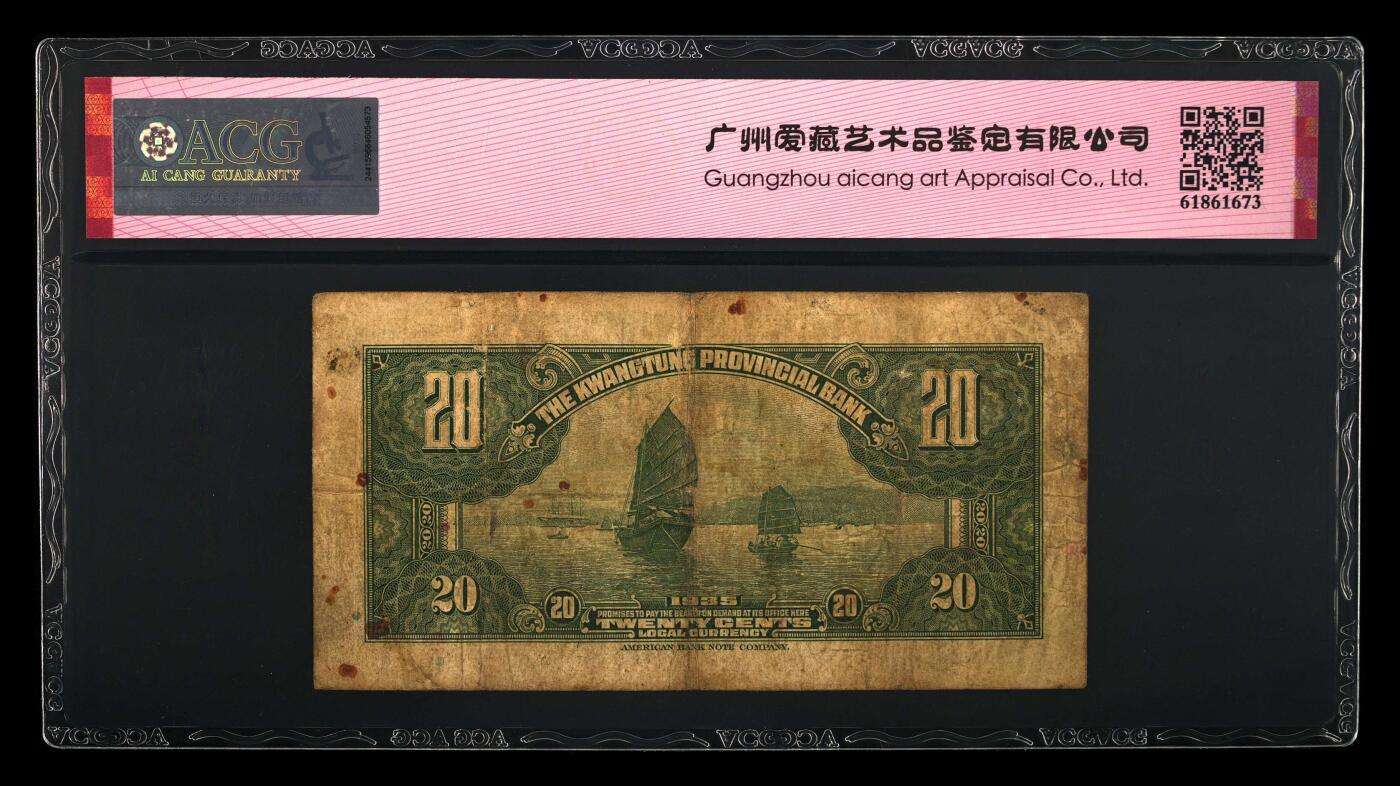 ACG
AI CANG GUARANTY
广州爱藏艺术品鉴定有限公司
Guangzhou aicang art Appraisal Co., Ltd.
61861673
THE KWANGTUNG PROVINCIAL BANK
20
20
2020
2020
20
20
20
20
1935
PROMISES TO PAY THE BEARER ON DEMAND AT ITS OFFICE HERE
TWENTY CENTS
LOCAL CURRENCY
AMERICAN BANK NOTE COMPANY.